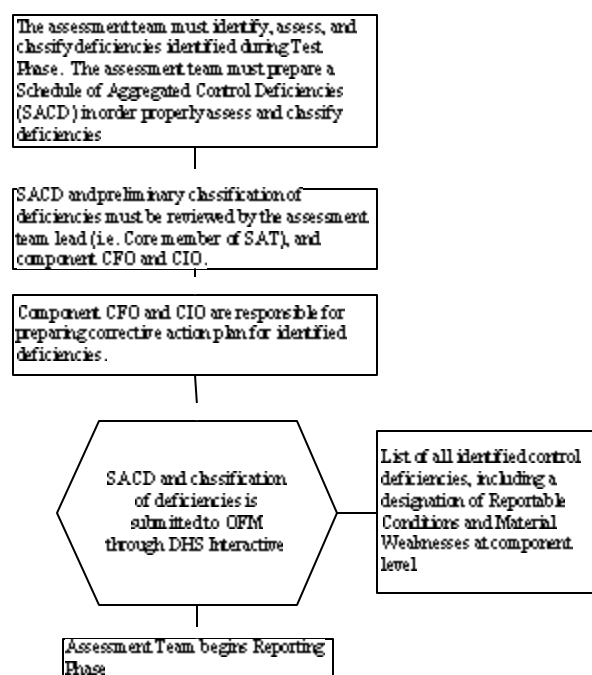 The assessment team must identify, assess, and
classify deficiencies identified during Test
Phase. The assessment team must prepare a
Schedule of Aggregated Control Deficiencies
(SACD) in order properly assess and classify
deficiencies
SACD and preliminary classification of
deficiencies must be reviewed by the assessment
team lead (i.e. Core member of SAT), and
component CFO and CIO.
Component CFO and CIO are responsible for
preparing corrective action plan for identified
deficiencies.
SACD and classification
of deficiencies is
submitted to OFM
through DHS Interactive
List of all identified control
deficiencies, including a
designation of Reportable
Conditions and Material
Weaknesses at component
level
Assessment Team begins Reporting
Phase